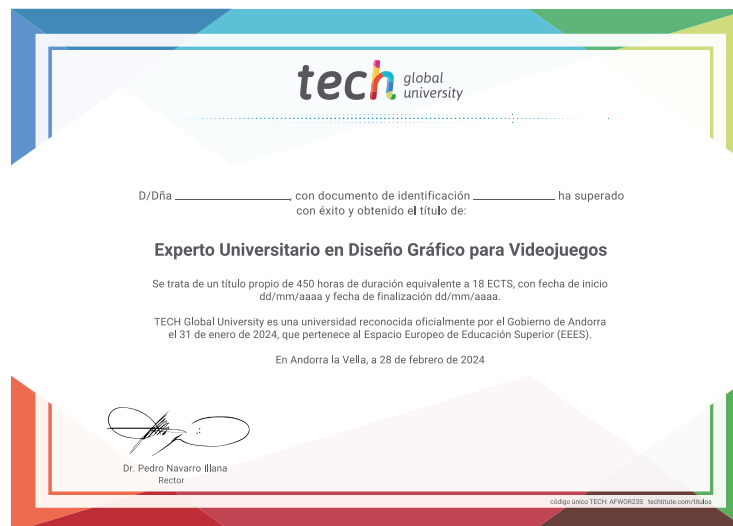 tech global university
D/Dña ____________________, con documento de identificación ______________ ha superado
con éxito y obtenido el título de:
Experto Universitario en Diseño Gráfico para Videojuegos
Se trata de un título propio de 450 horas de duración equivalente a 18 ECTS, con fecha de inicio
dd/mm/aaaa y fecha de finalización dd/mm/aaaa.
TECH Global University es una universidad reconocida oficialmente por el Gobierno de Andorra
el 31 de enero de 2024, que pertenece al Espacio Europeo de Educación Superior (EEES).
En Andorra la Vella, a 28 de febrero de 2024
Dr. Pedro Navarro Illana
Rector
código único TECH: AFWOR23S techtitute.com/titulos